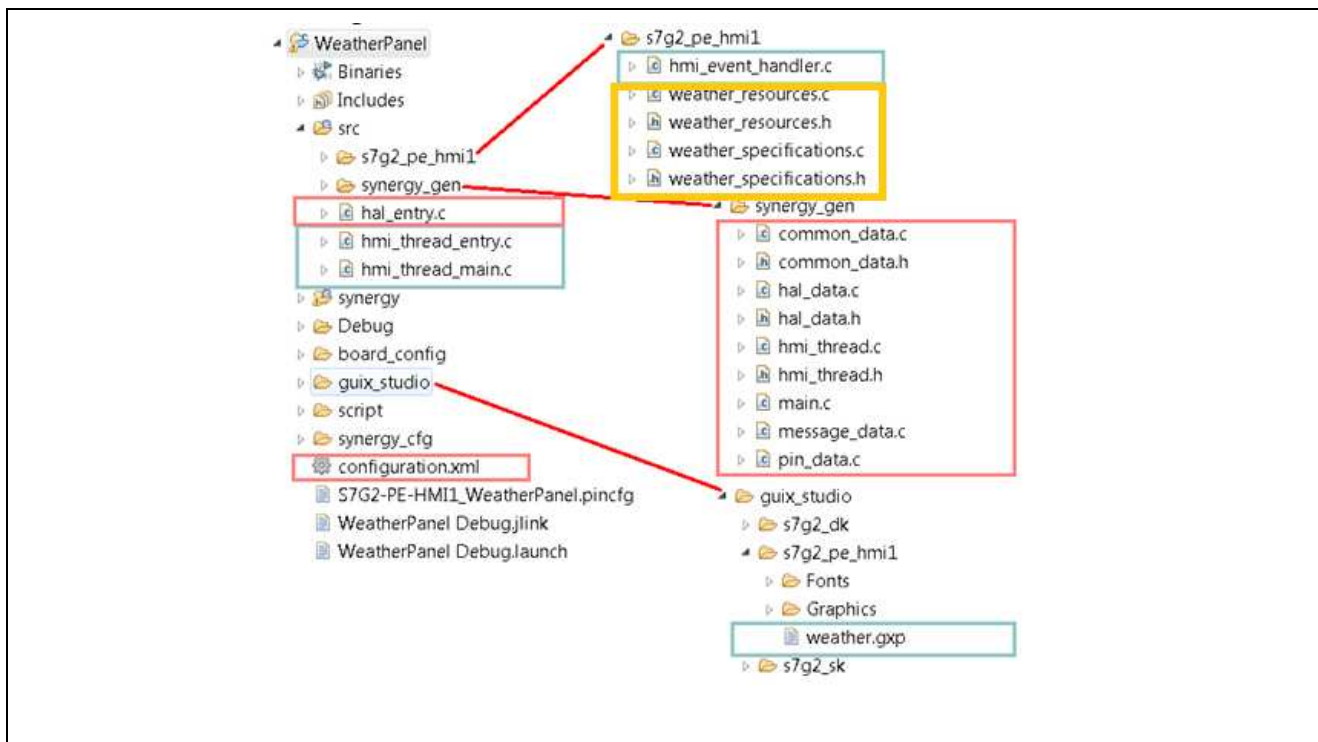 WeatherPanel
Binaries
Includes
src
s7g2_pe_hmi1
synergy_gen
hal_entry.c
hmi_thread_entry.c
hmi_thread_main.c
synergy
Debug
board_config
guix_studio
script
synergy_cfg
configuration.xml
S7G2-PE-HMI1_WeatherPanel.pincfg
WeatherPanel Debug.jlink
WeatherPanel Debug.launch
s7g2_pe_hmi1
hmi_event_handler.c
weather_resources.c
weather_resources.h
weather_specifications.c
weather_specifications.h
synergy_gen
common_data.c
common_data.h
hal_data.c
hal_data.h
hmi_thread.c
hmi_thread.h
main.c
message_data.c
pin_data.c
guix_studio
s7g2_dk
s7g2_pe_hmi1
Fonts
Graphics
weather.gxp
s7g2_sk